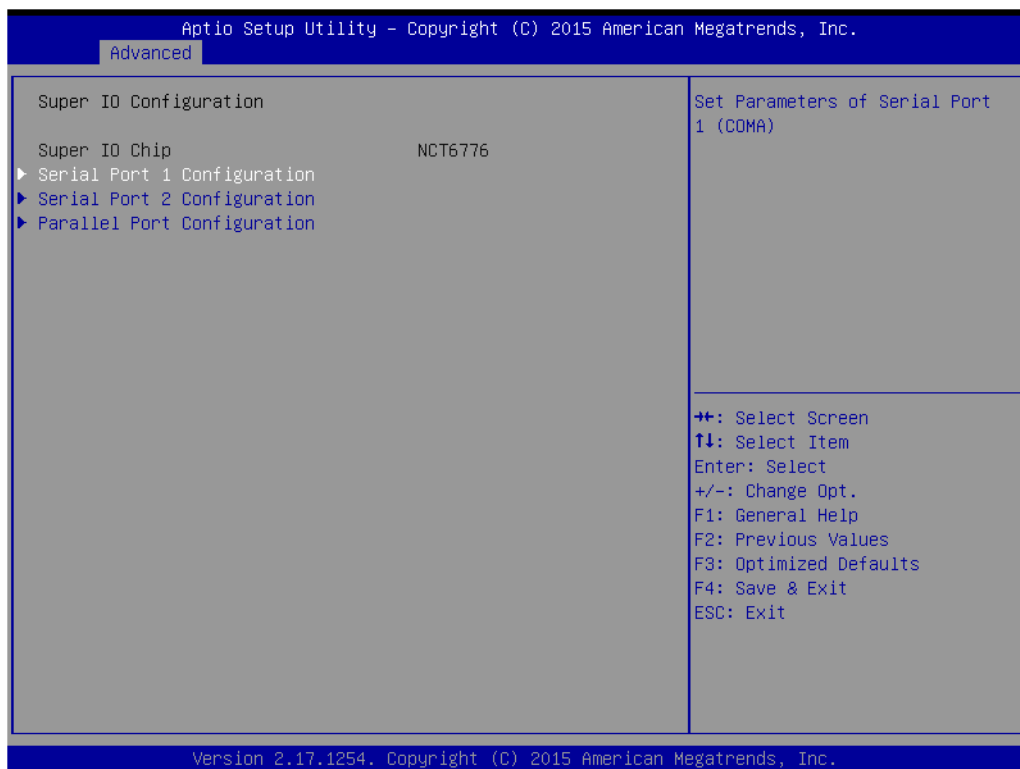 Aptio Setup Utility – Copyright (C) 2015 American Megatrends, Inc.
Advanced
Super IO Configuration
Super IO Chip NCT6776
Serial Port 1 Configuration
Serial Port 2 Configuration
Parallel Port Configuration
Set Parameters of Serial Port
1 (COMA)
→←: Select Screen
↑↓: Select Item
Enter: Select
+/-: Change Opt.
F1: General Help
F2: Previous Values
F3: Optimized Defaults
F4: Save & Exit
ESC: Exit
Version 2.17.1254. Copyright (C) 2015 American Megatrends, Inc.